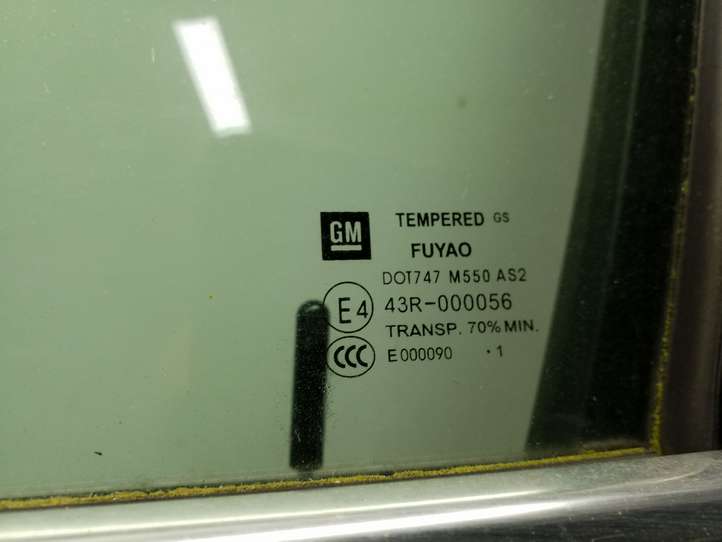 GM TEMPERED GS
FUYAO
DOT747 M550 AS2
E4 43R-000056
TRANSP. 70% MIN.
CCC E000090 · 1